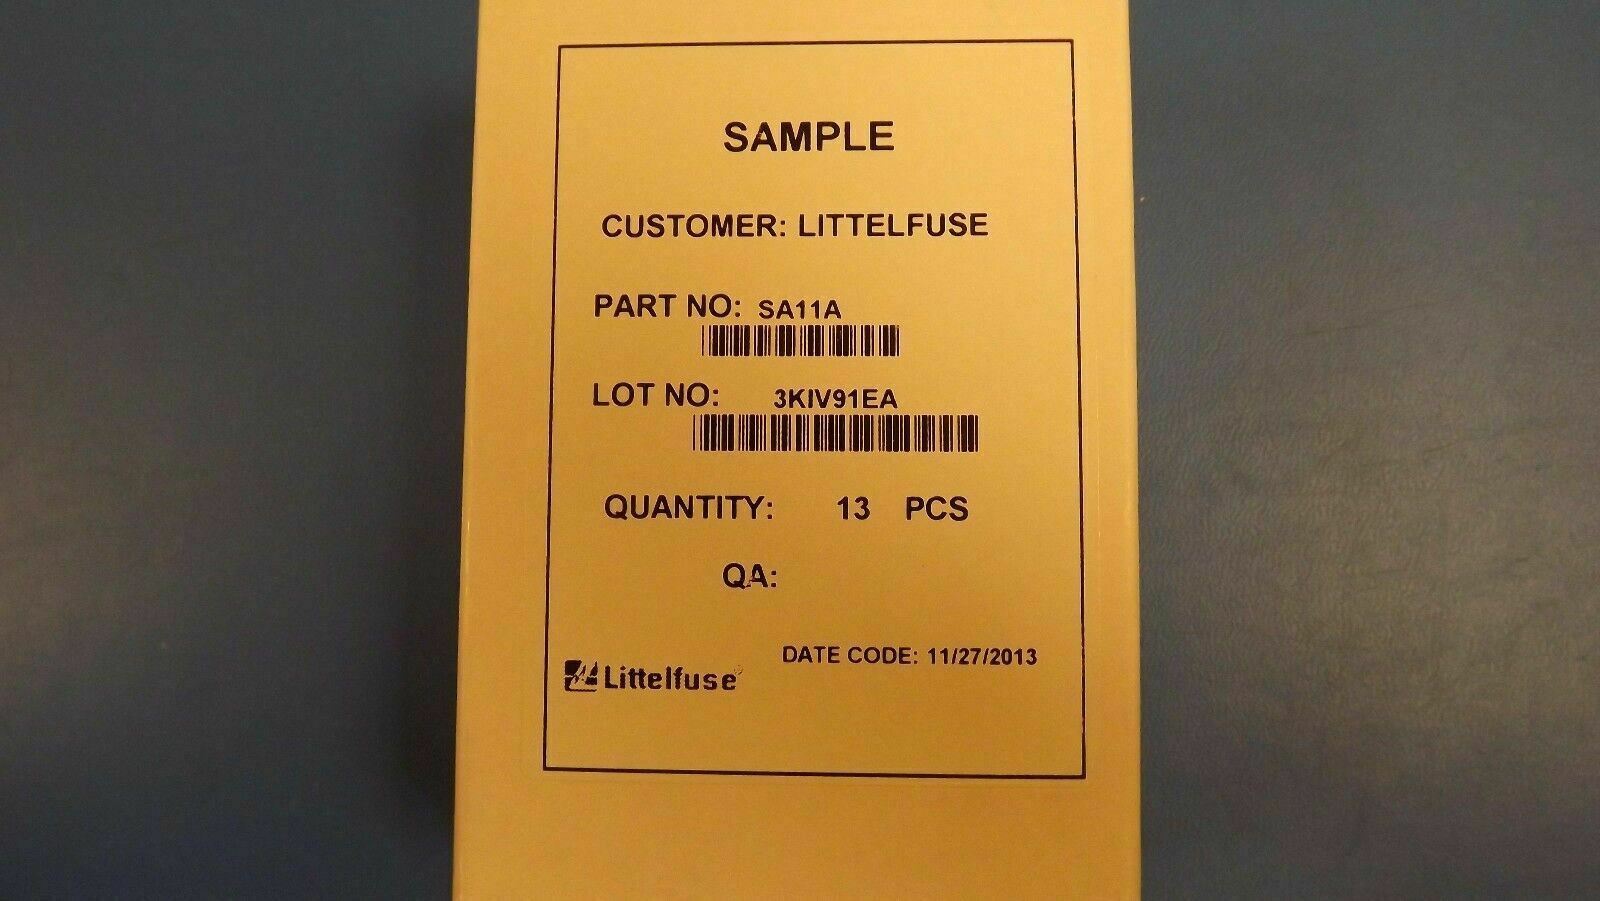 SAMPLE
CUSTOMER: LITTELFUSE
PART NO: SA11A
LOT NO: 3KIV91EA
QUANTITY: 13 PCS
QA:
DATE CODE: 11/27/2013
Littelfuse®